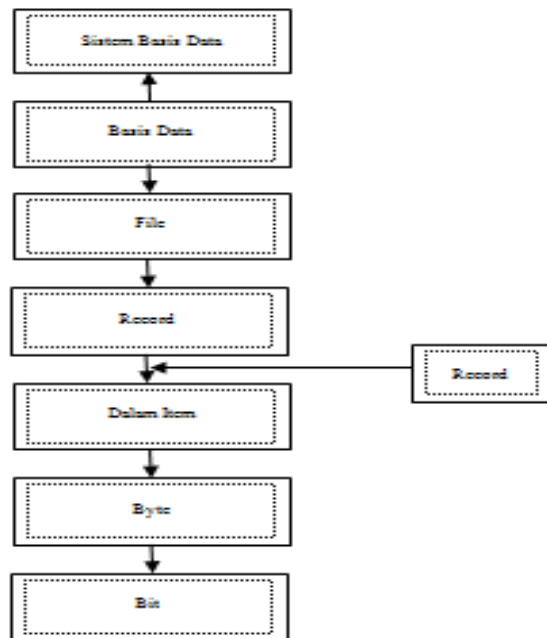 Sistem Basis Data
Basis Data
File
Record
Record
Dalam Item
Byte
Bit